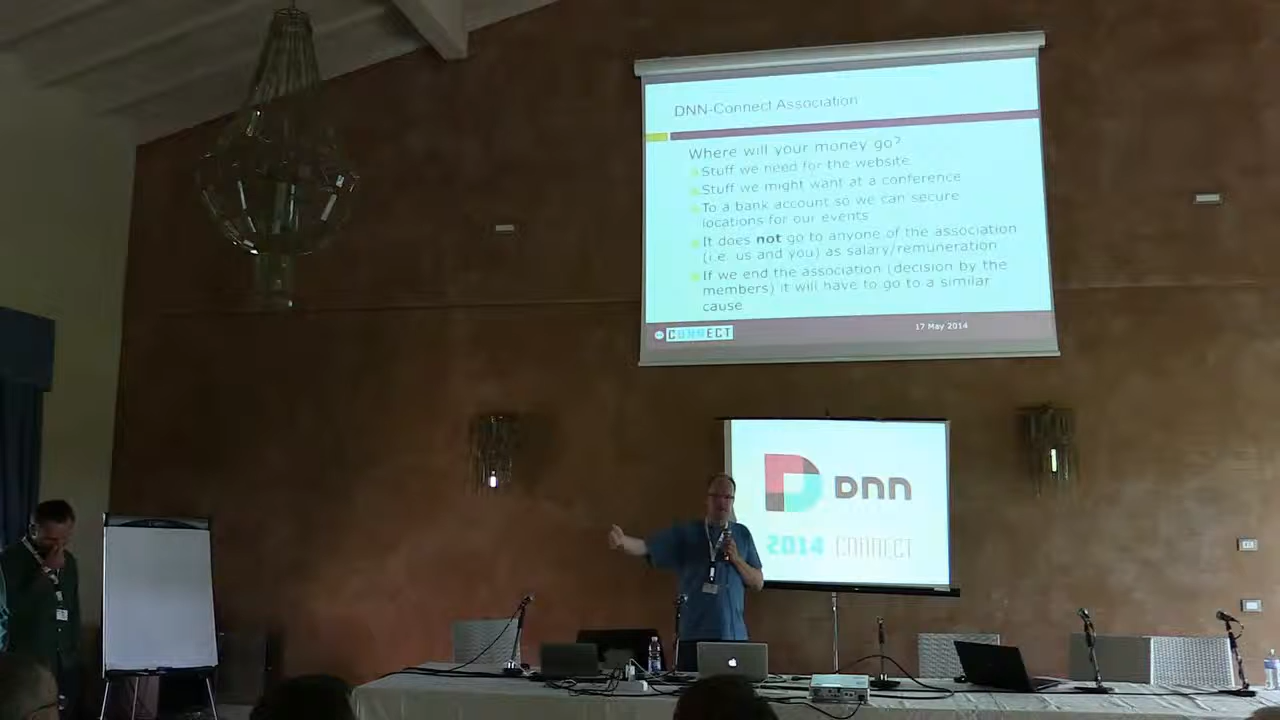 DNN-Connect Association
Where will your money go?
Stuff we need for the website
Stuff we might want at a conference
To a bank account so we can secure
locations for our events
It does not go to anyone of the association
(i.e. us and you) as salary/remuneration
If we end the association (decision by the
members) it will have to go to a similar
cause
CONNECT
17 May 2014
DNN
2014 CONNECT